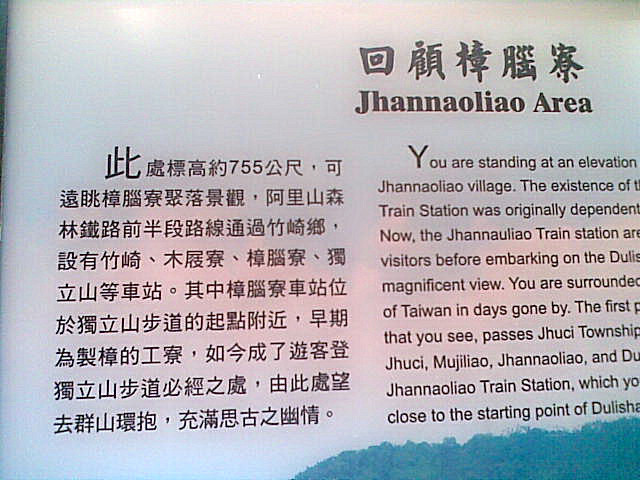 回顧樟腦寮
Jhannaoliao Area
此處標高約755公尺，可
遠眺樟腦寮聚落景觀，阿里山森
林鐵路前半段路線通過竹崎鄉，
設有竹崎、木屐寮、樟腦寮、獨
立山等車站。其中樟腦寮車站位
於獨立山步道的起點附近，早期
為製樟的工寮，如今成了遊客登
獨立山步道必經之處，由此處望
去群山環抱，充滿思古之幽情。
You are standing at an elevation
Jhannaoliao village. The existence of
Train Station was originally dependent
Now, the Jhannauliao Train station are
visitors before embarking on the Dulis
magnificent view. You are surrounded
of Taiwan in days gone by. The first p
that you see, passes Jhuci Township
Jhuci, Mujiliao, Jhannaoliao, and Du
Jhannaoliao Train Station, which yo
close to the starting point of Dulisha